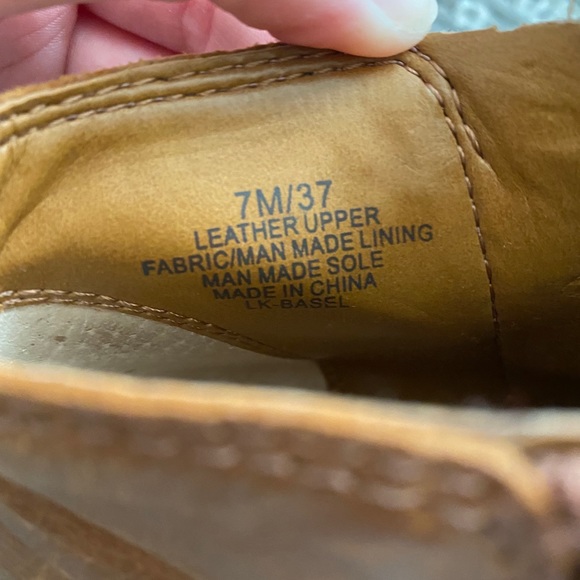 7M/37
LEATHER UPPER
FABRIC/MAN MADE LINING
MAN MADE SOLE
MADE IN CHINA
LK-BASEL